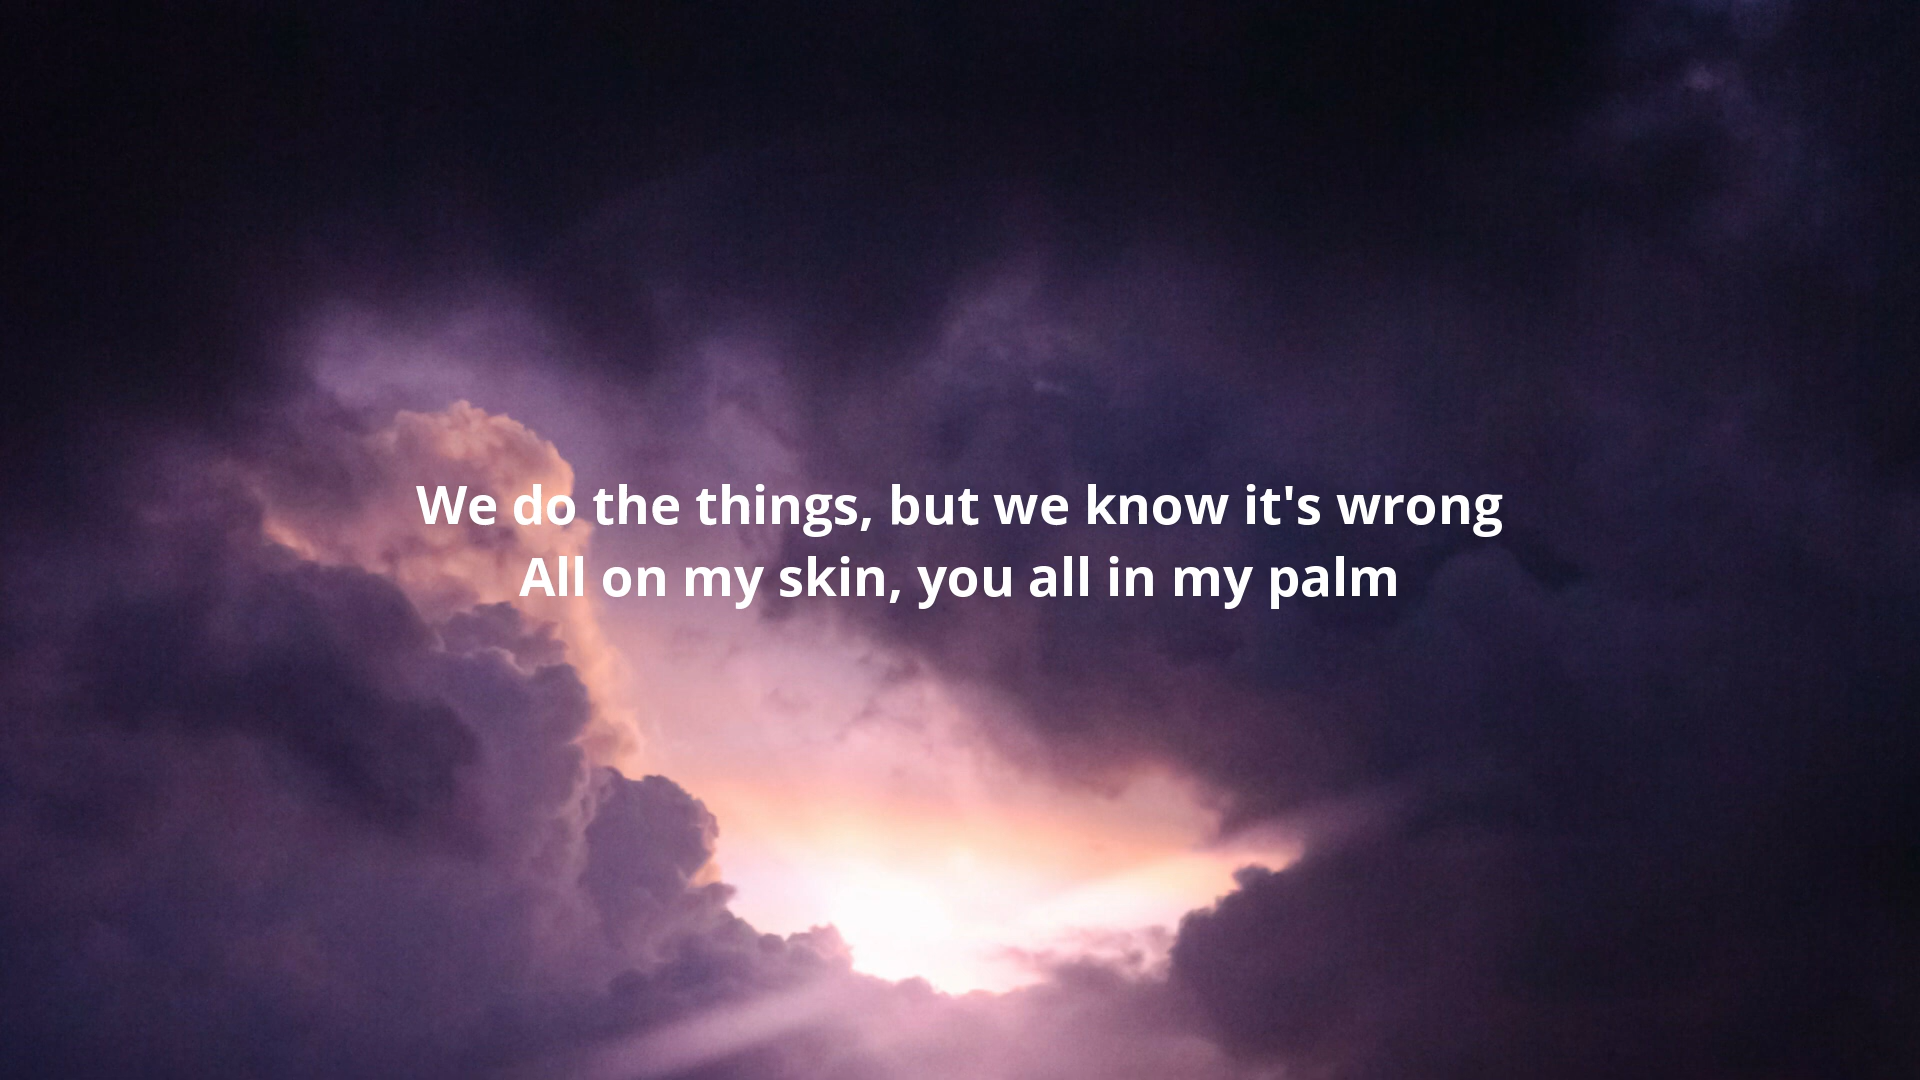 We do the things, but we know it's wrong
All on my skin, you all in my palm